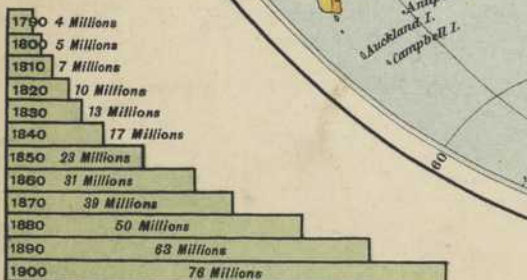 1790 4 Millions
1800 5 Millions
1810 7 Millions
1820 10 Millions
1830 13 Millions
1840 17 Millions
1850 23 Millions
1860 31 Millions
1870 39 Millions
1880 50 Millions
1890 63 Millions
1900 76 Millions
Auckland I.
Campbell I.
60